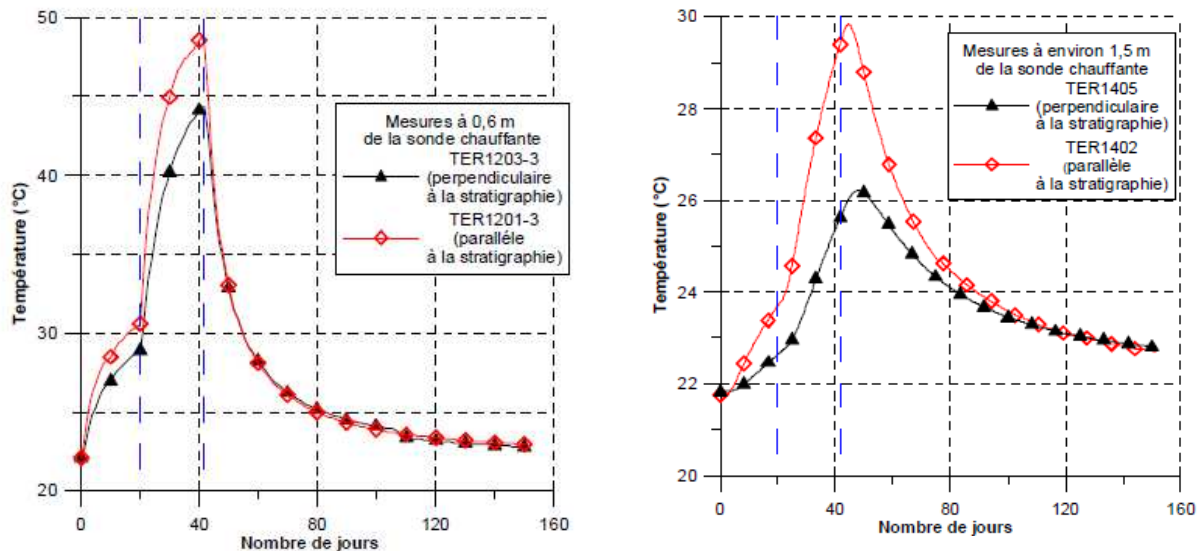 50
40
30
20
Température (°C)
0
40
80
120
160
Nombre de jours
Mesures à 0,6 m
de la sonde chauffante
TER1203-3
(perpendiculaire
à la stratigraphie)
TER1201-3
(paralléle
à la stratigraphie)
30
28
26
24
22
20
Température (°C)
0
40
80
120
160
Nombre de jours
Mesures à environ 1,5 m
de la sonde chauffante
TER1405
(perpendiculaire
à la stratigraphie)
TER1402
(parallèle
à la stratigraphie)